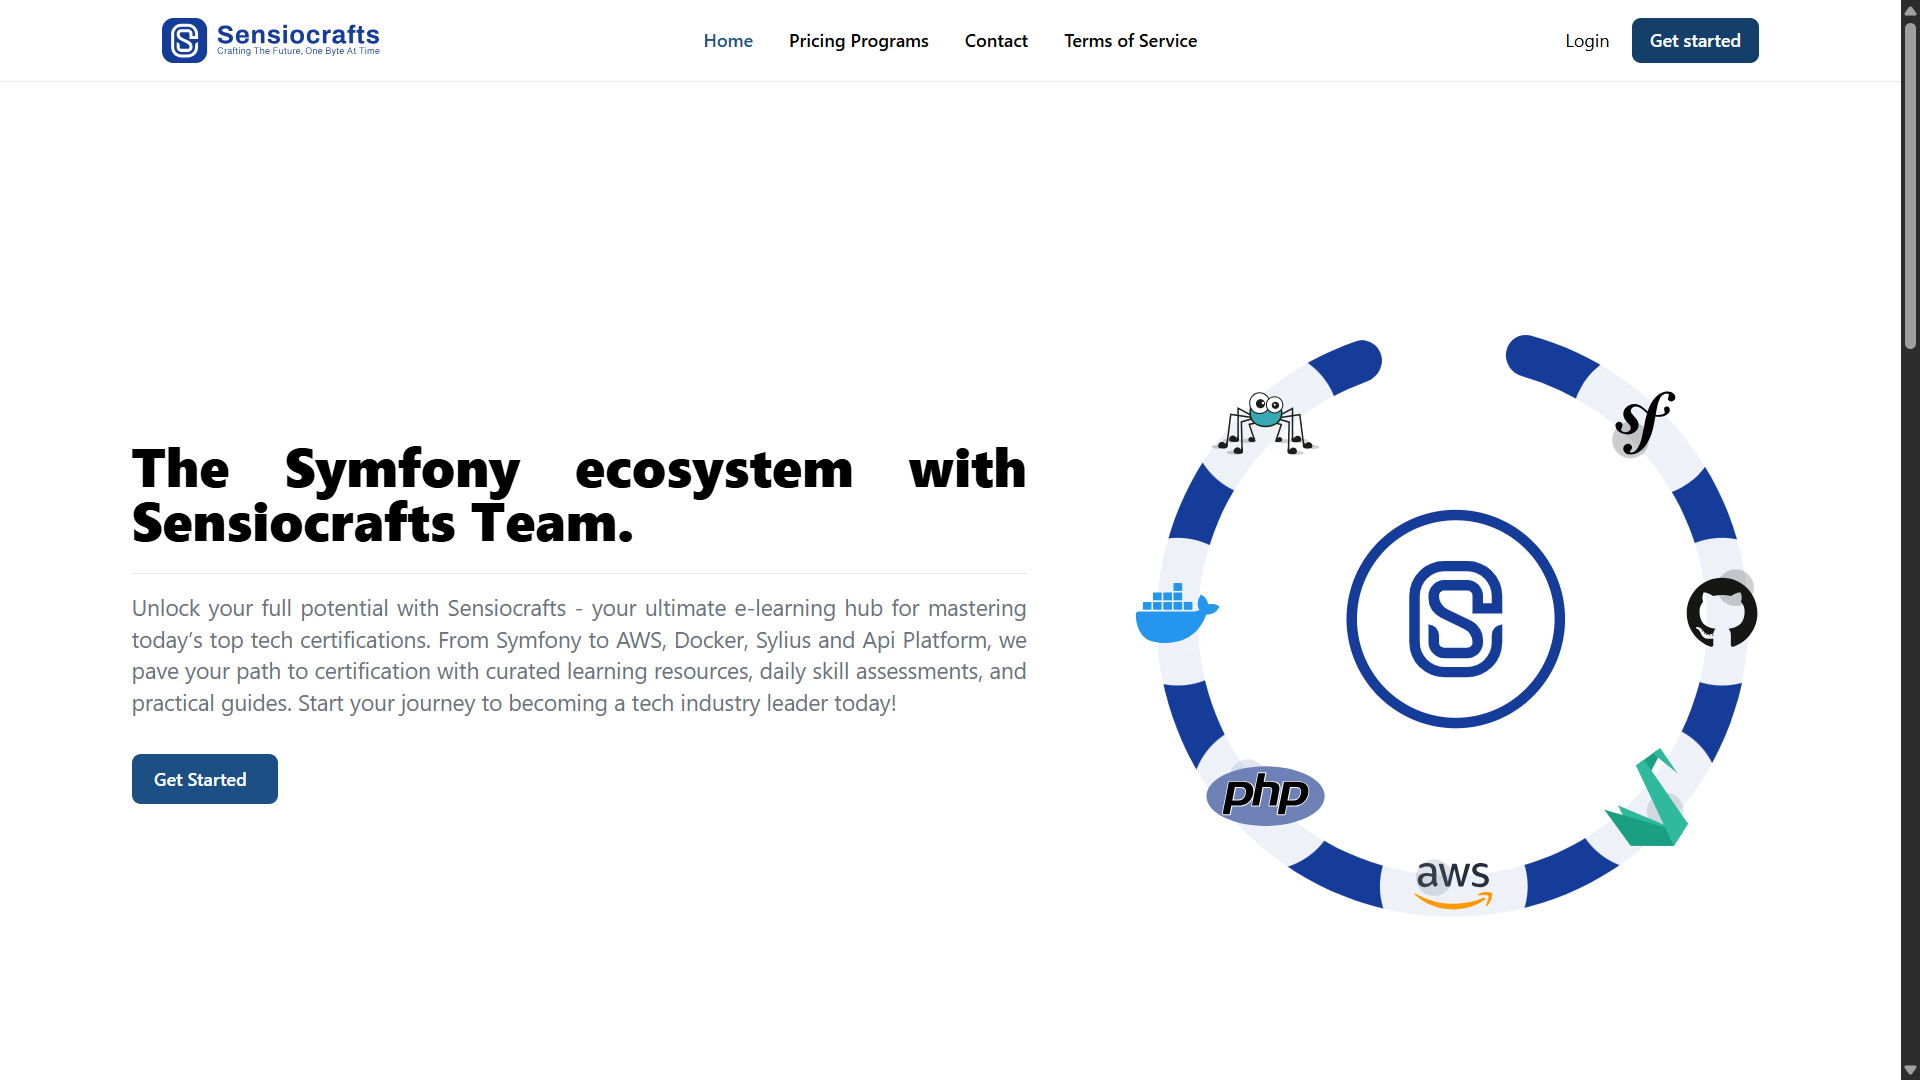 Sensiocrafts
Crafting The Future, One Byte At Time
Home
Pricing Programs
Contact
Terms of Service
Login
Get started
The Symfony ecosystem with
Sensiocrafts Team.
Unlock your full potential with Sensiocrafts - your ultimate e-learning hub for mastering
today’s top tech certifications. From Symfony to AWS, Docker, Sylius and Api Platform, we
pave your path to certification with curated learning resources, daily skill assessments, and
practical guides. Start your journey to becoming a tech industry leader today!
Get Started
sf
php
aws